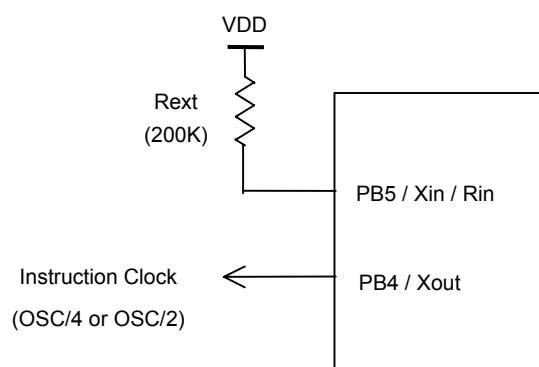 VDD
Rext
(200K)
PB5 / Xin / Rin
Instruction Clock
PB4 / Xout
(OSC/4 or OSC/2)